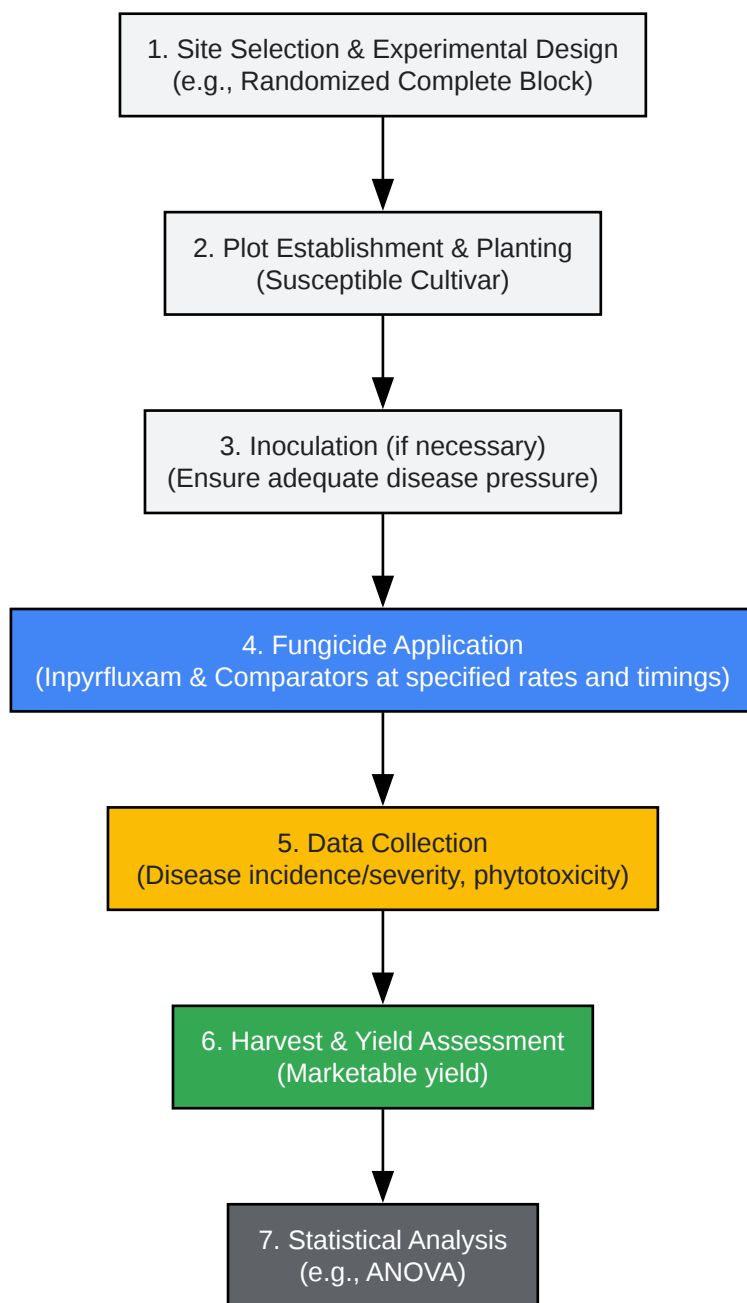 1. Site Selection & Experimental Design
(e.g., Randomized Complete Block)
2. Plot Establishment & Planting
(Susceptible Cultivar)
3. Inoculation (if necessary)
(Ensure adequate disease pressure)
4. Fungicide Application
(Inpyrfluxam & Comparators at specified rates and timings)
5. Data Collection
(Disease incidence/severity, phytotoxicity)
6. Harvest & Yield Assessment
(Marketable yield)
7. Statistical Analysis
(e.g., ANOVA)